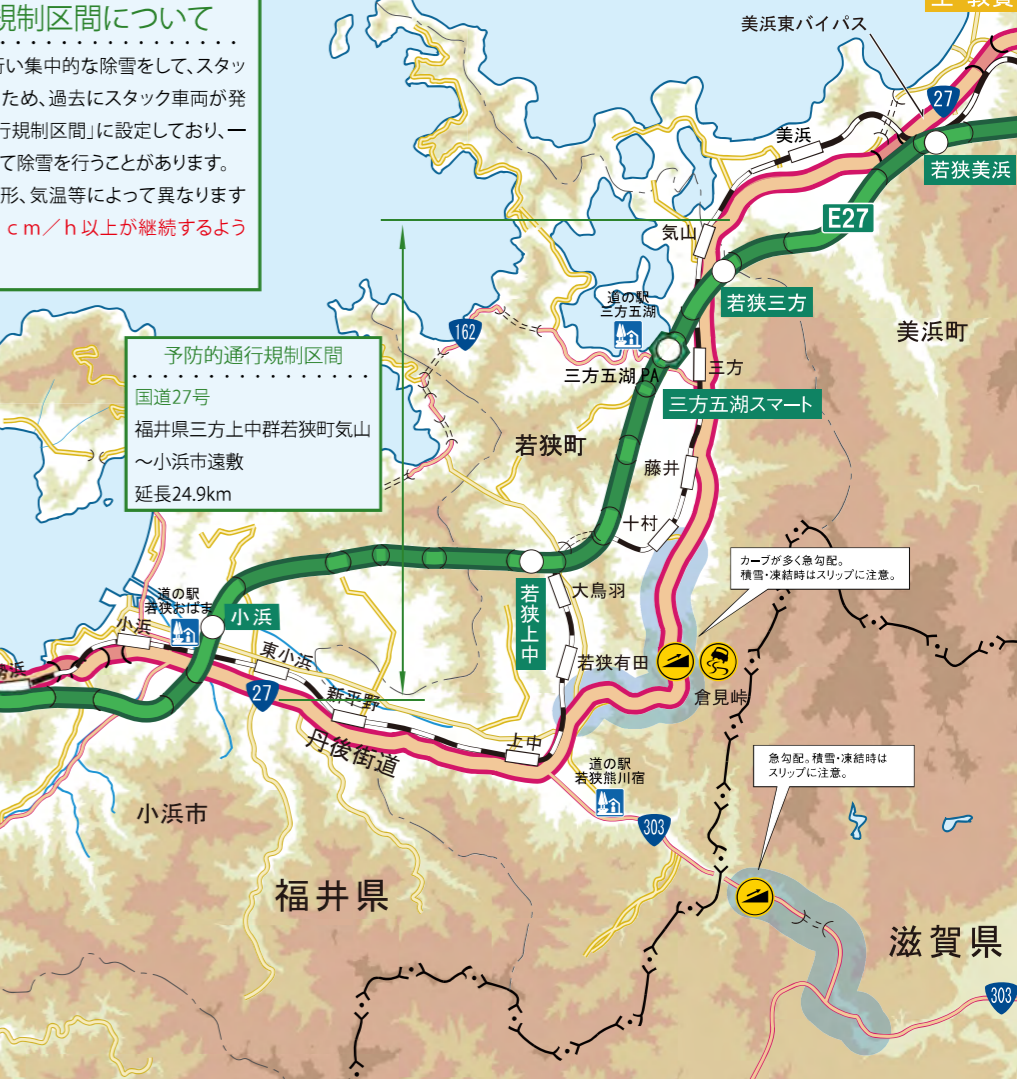 規制区間について
行い集中的な除雪をして、スタッ
ため、過去にスタック車両が発
行規制区間」に設定しており、一
て除雪を行うことがあります。
形、気温等によって異なります
ｃｍ／ｈ以上が継続するよう
美浜東バイパス
27
美浜
若狭美浜
E27
気山
若狭三方
道の駅
三方五湖
162
美浜町
三方五湖 PA
三方
三方五湖スマート
予防的通行規制区間
国道27号
福井県三方上中群若狭町気山
～小浜市遠敷
延長24.9km
若狭町
藤井
十村
カーブが多く急勾配。
積雪・凍結時はスリップに注意。
若狭上中
大鳥羽
道の駅
若狭おばま
小浜
小浜
東小浜
若狭有田
倉見峠
27
新平野
丹後街道
上中
道の駅
若狭熊川宿
急勾配。積雪・凍結時は
スリップに注意。
小浜市
303
福井県
滋賀県
303